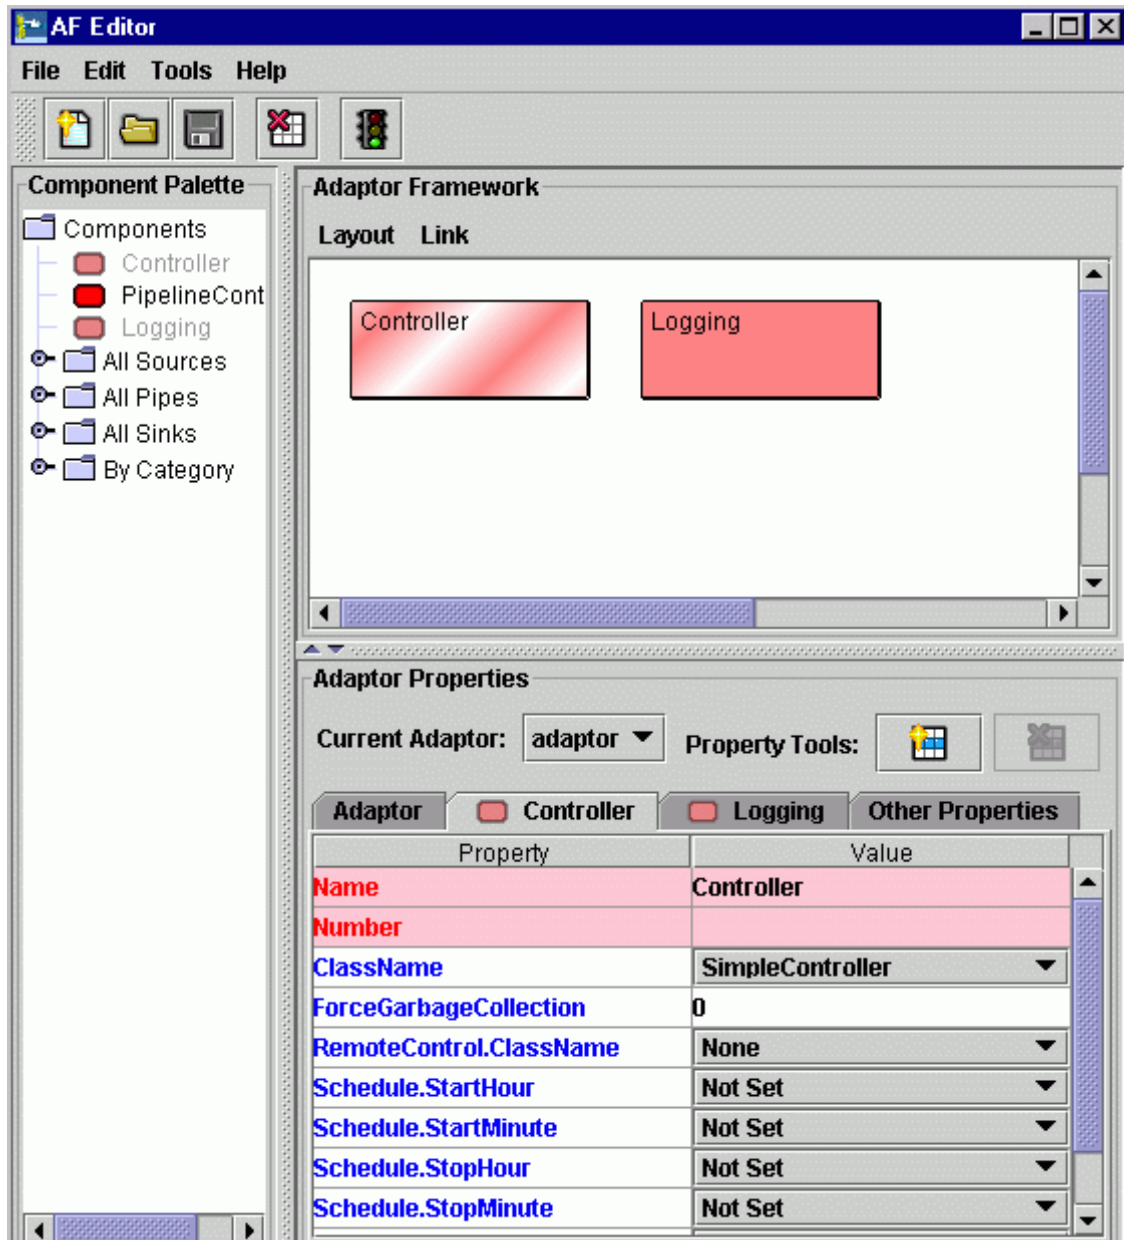 AF Editor
File Edit Tools Help
Component Palette
Components
Controller
PipelineCont
Logging
All Sources
All Pipes
All Sinks
By Category
Adaptor Framework
Layout Link
Controller Logging
Adaptor Properties
Current Adaptor: adaptor Property Tools:
Adaptor Controller Logging Other Properties
Property Value
Name Controller
Number
ClassName SimpleController
ForceGarbageCollection 0
RemoteControl.ClassName None
Schedule.StartHour Not Set
Schedule.StartMinute Not Set
Schedule.StopHour Not Set
Schedule.StopMinute Not Set